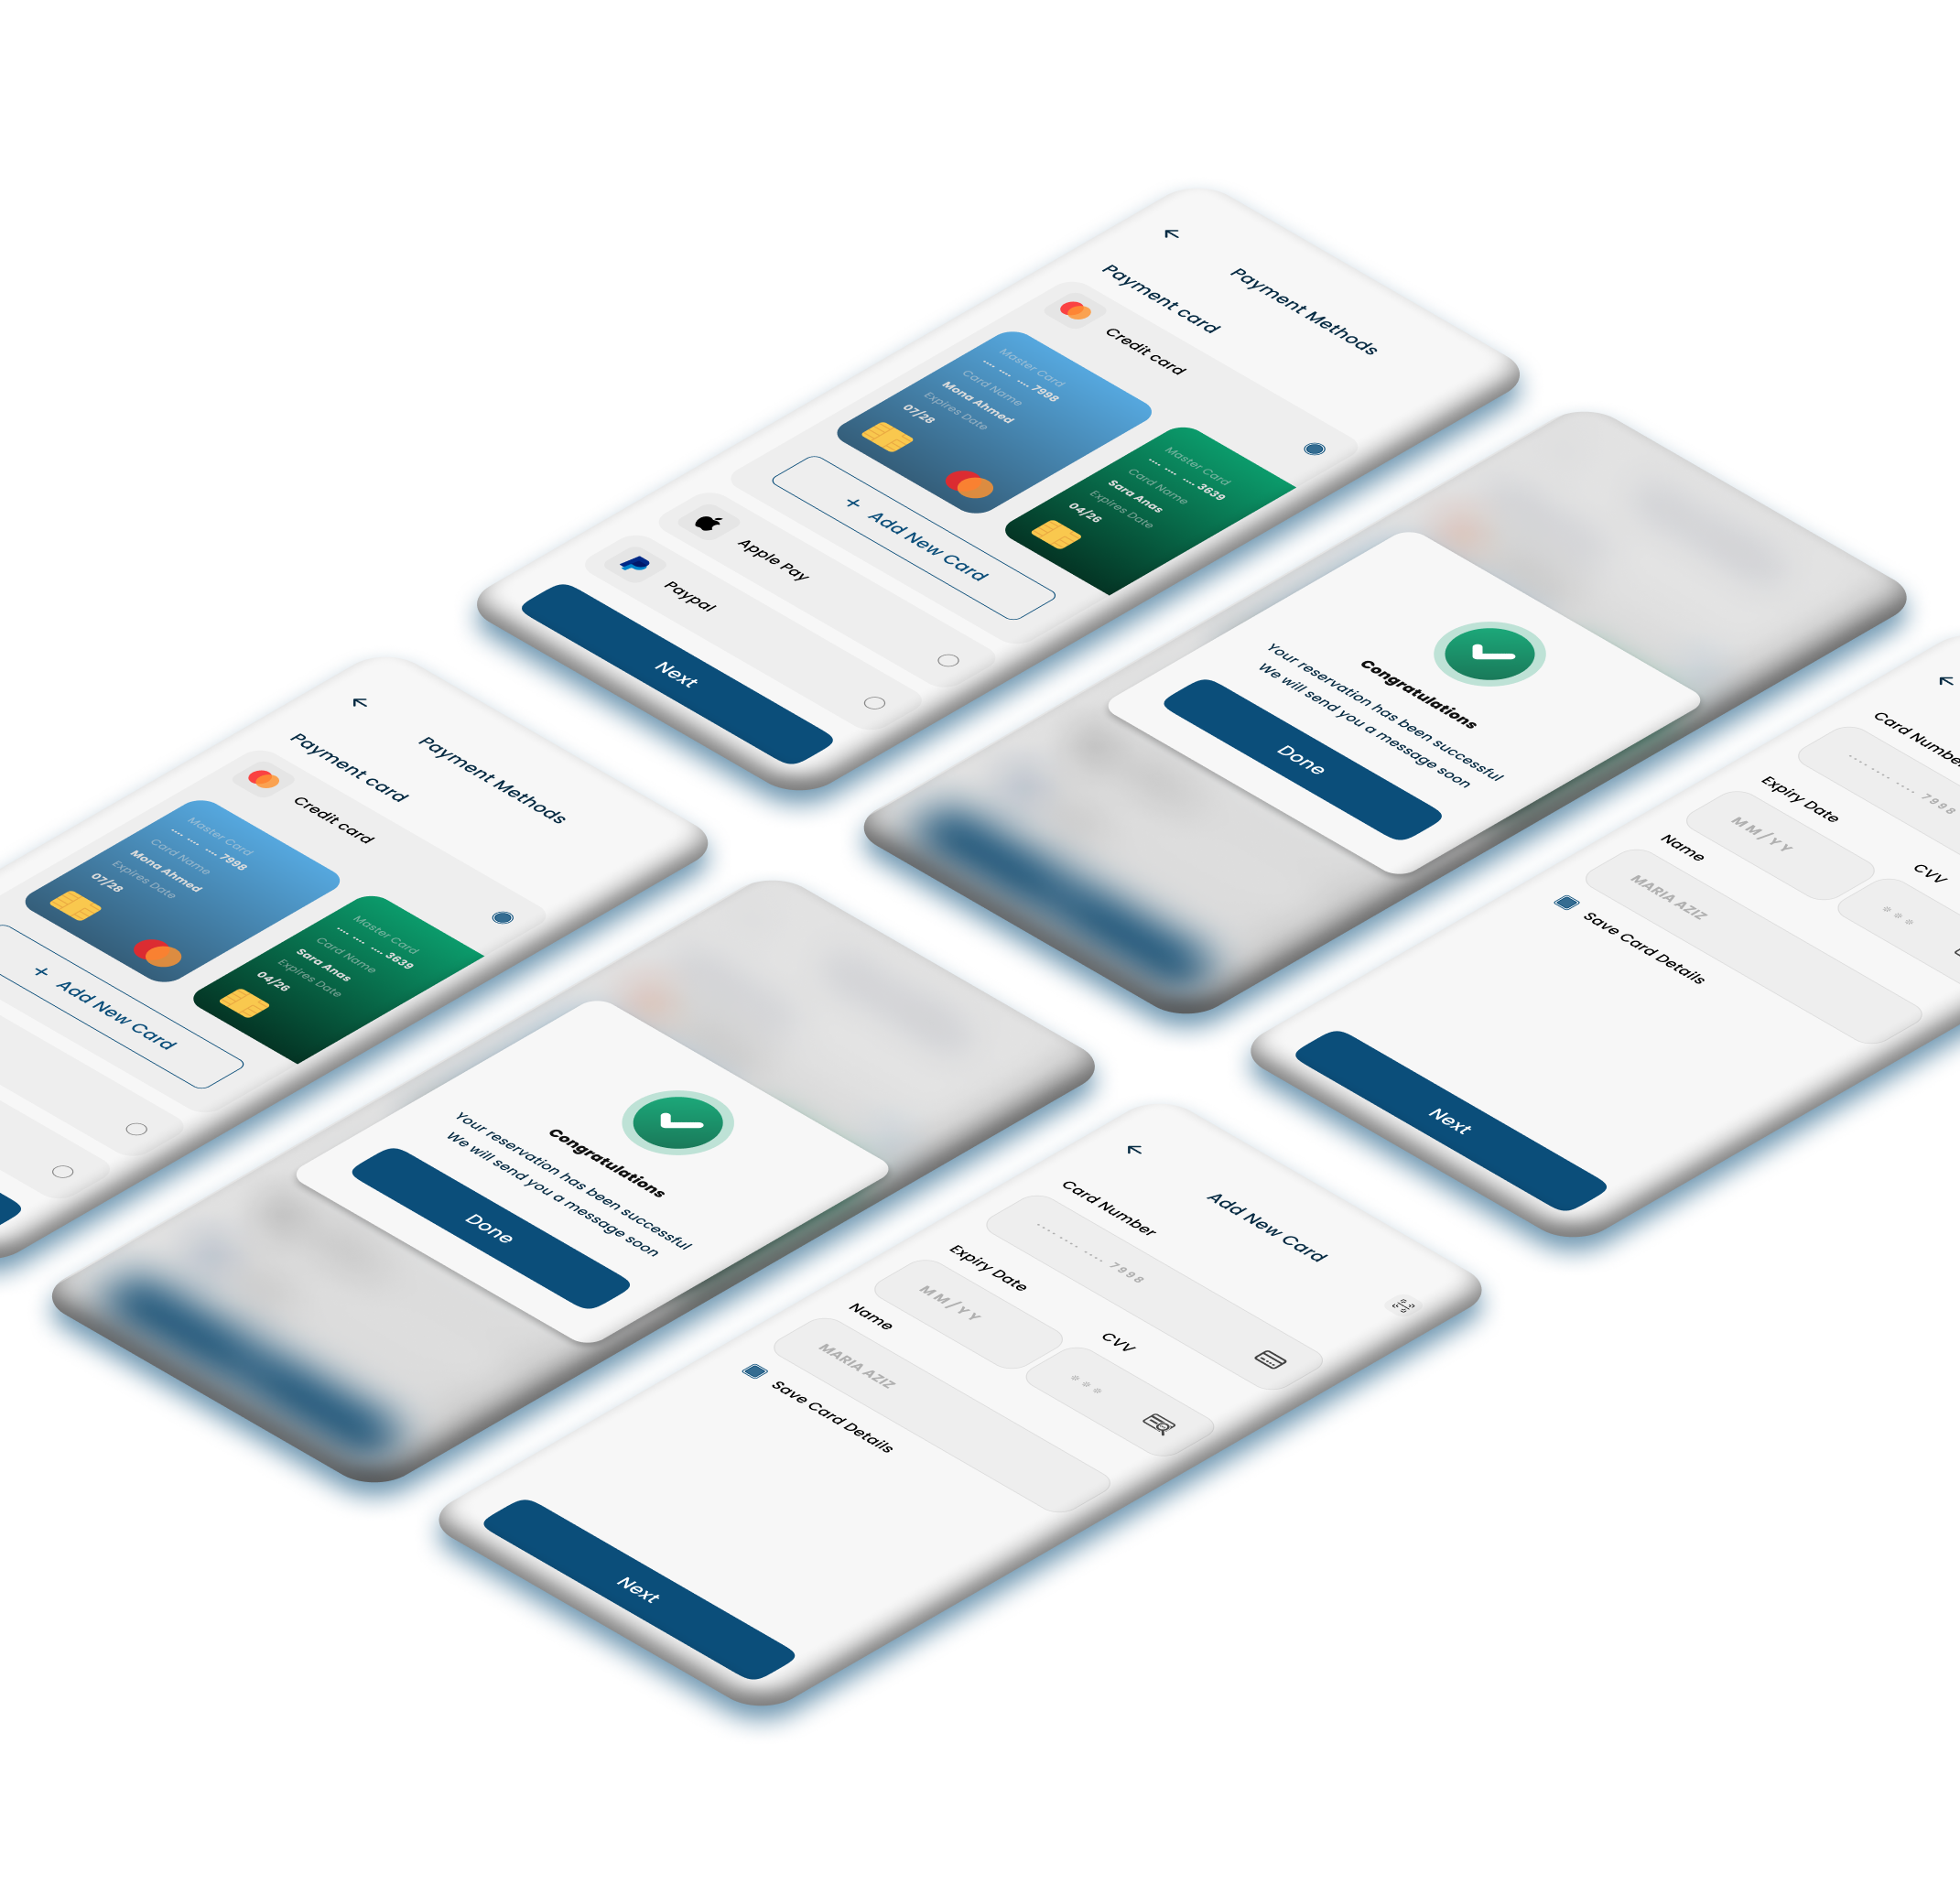 Payment Methods
Payment card
Credit card
Master Card
.... .... .... 7998
Card Name
Mona Ahmed
Expires Date
07/28
Master Card
.... .... .... 3639
Card Name
Sara Anas
Expires Date
04/26
+ Add New Card
Apple Pay
Paypal
Next
Congratulations
Your reservation has been successful
We will send you a message soon
Done
Card Number
.... .... .... 7998
Expiry Date
MM/YY
CVV
***
Name
MARIA AZIZ
Save Card Details
Next
Payment Methods
Payment card
Credit card
Master Card
.... .... .... 7998
Card Name
Mona Ahmed
Expires Date
07/28
Master Card
.... .... .... 3639
Card Name
Sara Anas
Expires Date
04/26
+ Add New Card
Congratulations
Your reservation has been successful
We will send you a message soon
Done
Add New Card
Card Number
.... .... .... 7998
Expiry Date
MM/YY
CVV
***
Name
MARIA AZIZ
Save Card Details
Next